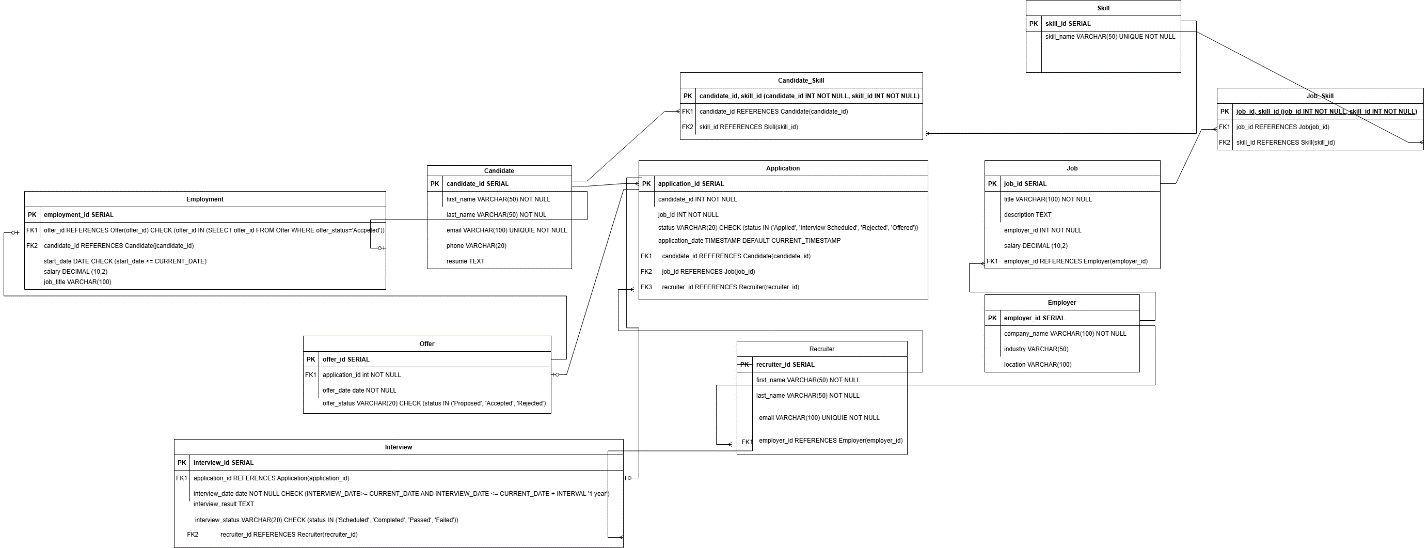 Skill
PK skill_id SERIAL
skill_name VARCHAR(50) UNIQUE NOT NULL
Candidate_Skill
PK candidate_id, skill_id (candidate_id INT NOT NULL, skill_id INT NOT NULL)
FK1 candidate_id REFERENCES Candidate(candidate_id)
FK2 skill_id REFERENCES Skill(skill_id)
Job_Skill
PK job_id, skill_id (job_id INT NOT NULL, skill_id INT NOT NULL)
FK1 job_id REFERENCES Job(job_id)
FK2 skill_id REFERENCES Skill(skill_id)
Candidate
PK candidate_id SERIAL
first_name VARCHAR(50) NOT NULL
last_name VARCHAR(50) NOT NUL
email VARCHAR(100) UNIQUIE NOT NULL
phone VARCHAR(20)
resume TEXT
Application
PK application_id SERIAL
candidate_id INT NOT NULL
job_id INT NOT NULL
status VARCHAR(20) CHECK (status IN ('Applied', 'Interview Scheduled', 'Rejected', 'Offered'))
application_date TIMESTAMP DEFAULT CURRENT_TIMESTAMP
FK1 candidate_id REFERENCES Candidate(candidate_id)
FK2 job_id REFERENCES Job(job_id)
FK3 recruiter_id REFERENCES Recruiter(recruiter_id)
Job
PK job_id SERIAL
title VARCHAR(100) NOT NULL
description TEXT
employer_id INT NOT NULL
salary DECIMAL (10,2)
FK1 employer_id REFERENCES Employer(employer_id)
Employment
PK employment_id SERIAL
FK1 offer_id REFERENCES Offer(offer_id) CHECK (offer_id IN (SELECT offer_id FROM Offer WHERE offer_status='Accpeted'))
FK2 candidate_id REFERENCES Candidate(candidate_id)
start_date DATE CHECK (start_date <= CURRENT_DATE)
salary DECIMAL (10,2)
job_title VARCHAR(100)
Employer
PK employer_id SERIAL
company_name VARCHAR(100) NOT NULL
industry VARCHAR(50)
location VARCHAR(100)
Offer
PK offer_id SERIAL
FK1 application_id int NOT NULL
offer_date date NOT NULL
offer_status VARCHAR(20) CHECK (status IN ('Proposed', 'Accepted', 'Rejected')
Recruiter
PK recruiter_id SERIAL
first_name VARCHAR(50) NOT NULL
last_name VARCHAR(50) NOT NULL
email VARCHAR(100) UNIQUIE NOT NULL
FK1 employer_id REFERENCES Employer(employer_id)
Interview
PK interview_id SERIAL
FK1 application_id REFERENCES Application(application_id)
interview_date date NOT NULL CHECK (INTERVIEW_DATE>= CURRENT_DATE AND INTERVIEW_DATE <= CURRENT_DATE + INTERVAL '1 year')
interview_result TEXT
interview_status VARCHAR(20) CHECK (status IN ('Scheduled', 'Completed', 'Passed', 'Failed'))
FK2 recruiter_id REFERENCES Recruiter(recruiter_id)